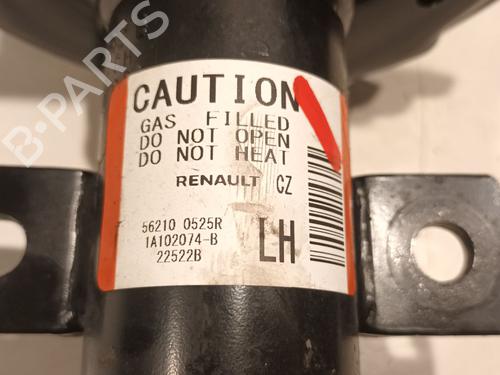 B-PARTS
CAUTION
GAS FILLED
DO NOT OPEN
DO NOT HEAT
RENAULT CZ
56210 0525R
1A102074-B
22522B
LH